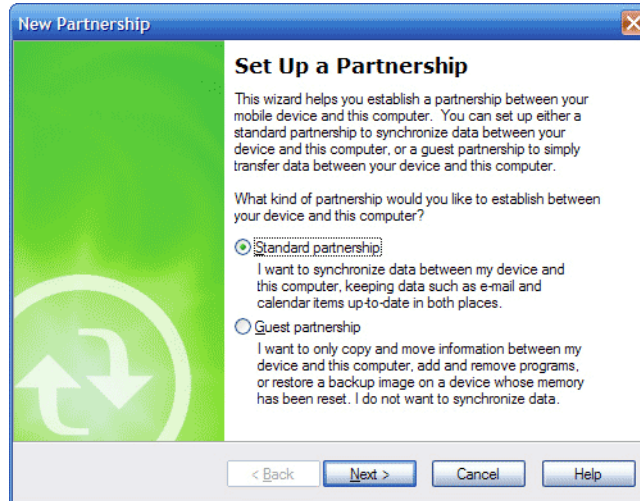 New Partnership
Set Up a Partnership
This wizard helps you establish a partnership between your
mobile device and this computer. You can set up either a
standard partnership to synchronize data between your
device and this computer, or a guest partnership to simply
transfer data between your device and this computer.
What kind of partnership would you like to establish between
your device and this computer?
Standard partnership
I want to synchronize data between my device and
this computer, keeping data such as e-mail and
calendar items up-to-date in both places.
Guest partnership
I want to only copy and move information between my
device and this computer, add and remove programs,
or restore a backup image on a device whose memory
has been reset. I do not want to synchronize data.
< Back Next > Cancel Help